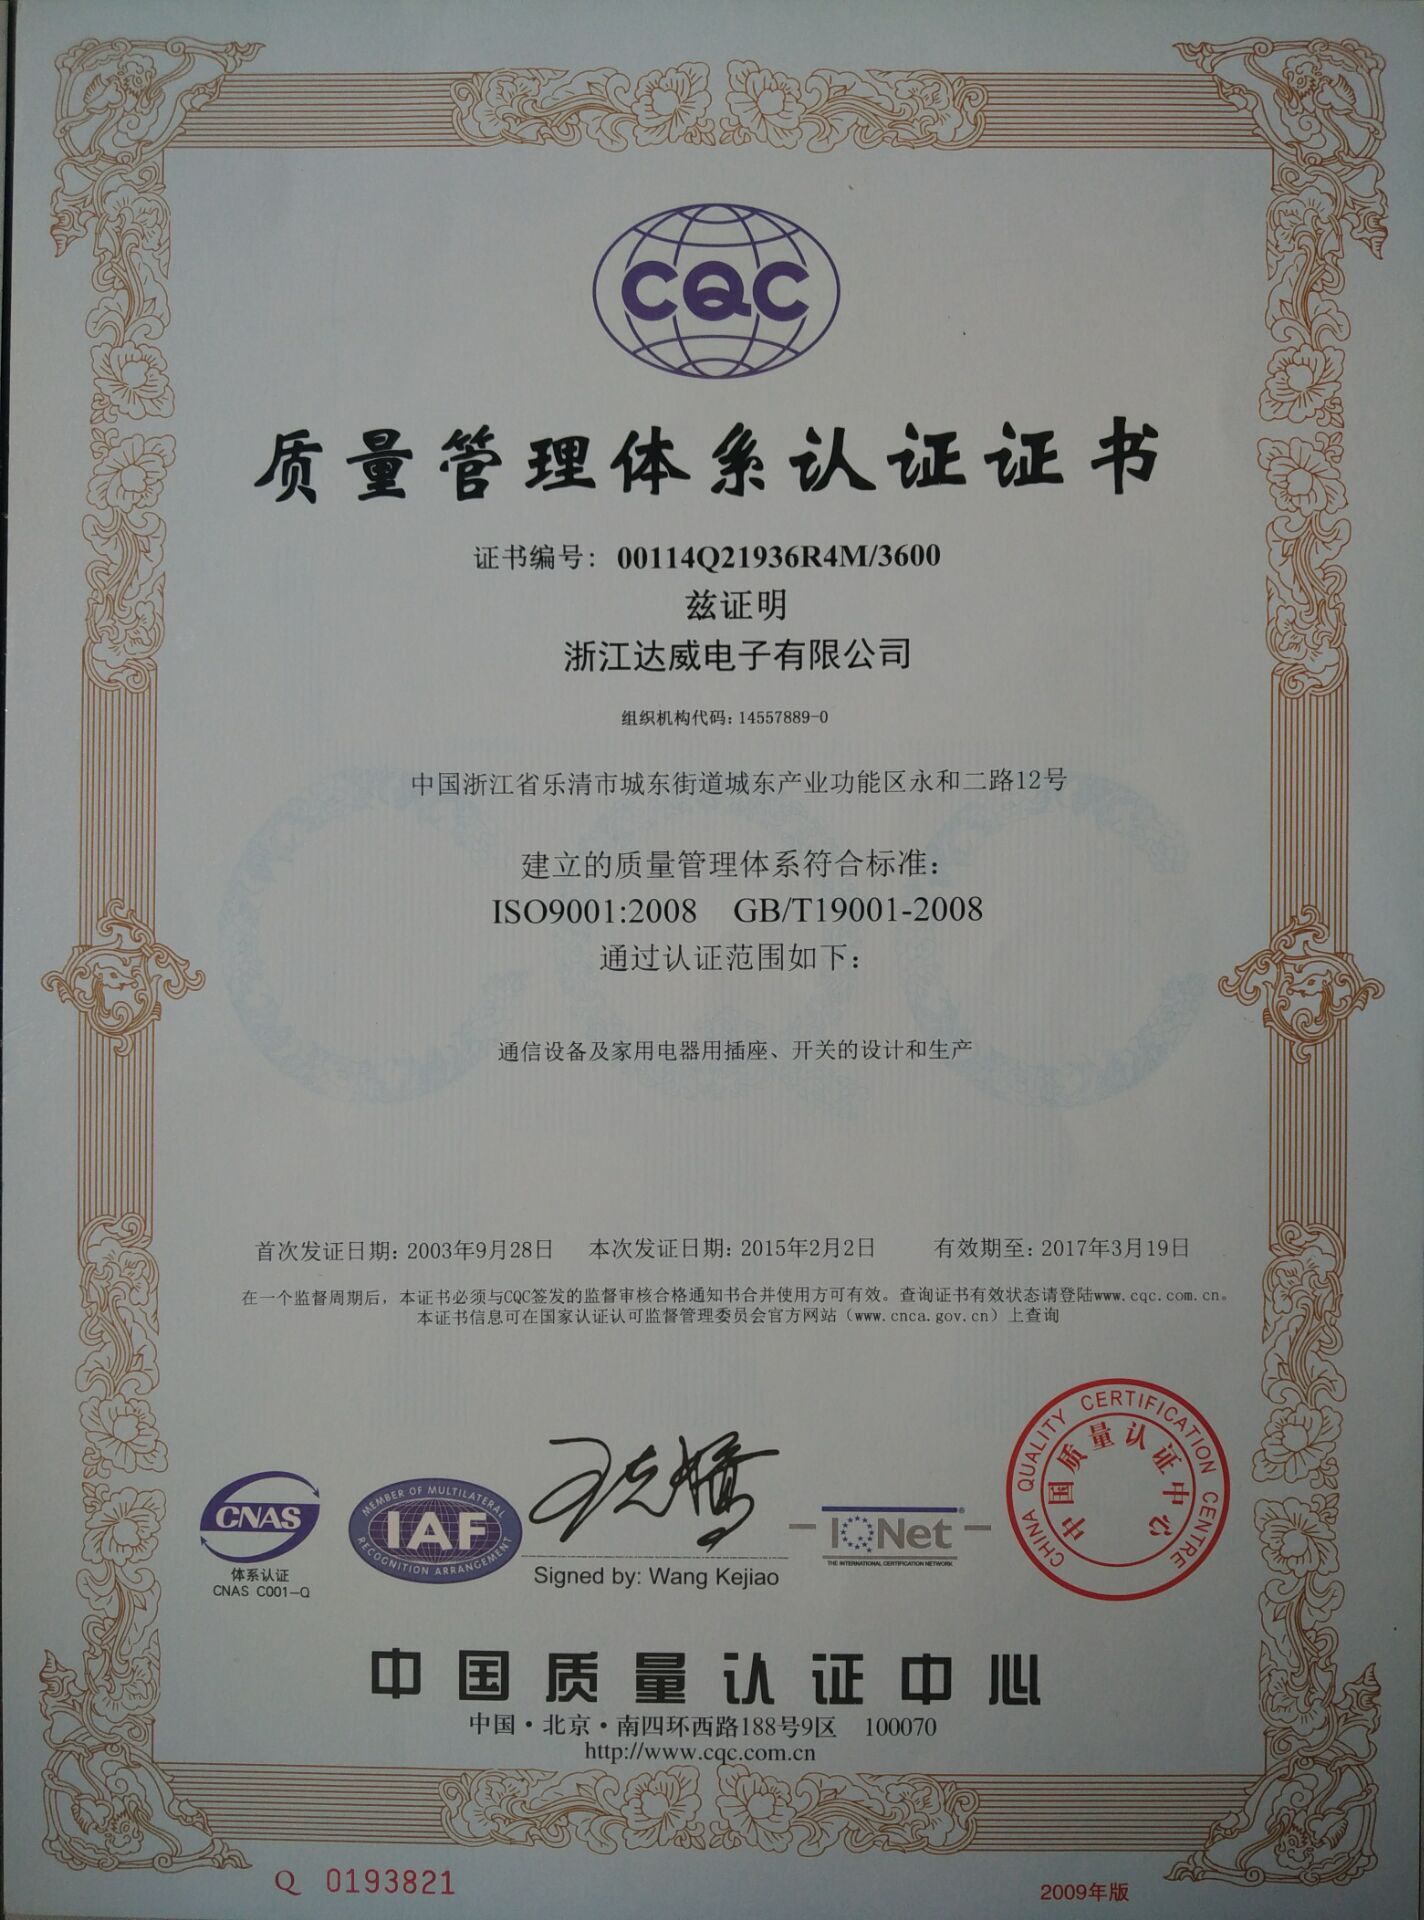 CQC
质量管理体系认证证书
证书编号：00114Q21936R4M/3600
兹证明
浙江达威电子有限公司
组织机构代码：14557889-0
中国浙江省乐清市城东街道城东产业功能区永和二路12号
建立的质量管理体系符合标准：
ISO9001:2008 GB/T19001-2008
通过认证范围如下：
通信设备及家用电器用插座、开关的设计和生产
首次发证日期：2003年9月28日 本次发证日期：2015年2月2日 有效期至：2017年3月19日
在一个监督周期后，本证书必须与CQC签发的监督审核合格通知书合并使用方可有效。查询证书有效状态请登陆www.cqc.com.cn。
本证书信息可在国家认证认可监督管理委员会官方网站（www.cnca.gov.cn）上查询
CNAS
体系认证
CNAS C001-Q
MEMBER OF MULTILATERAL
IAF
RECOGNITION ARRANGEMENT
Signed by: Wang Kejiao
IQNet®
THE INTERNATIONAL CERTIFICATION NETWORK
CHINA QUALITY CERTIFICATION CENTRE
中国质量认证中心
中国质量认证中心
中国·北京·南四环西路188号9区 100070
http://www.cqc.com.cn
Q 0193821
2009年版